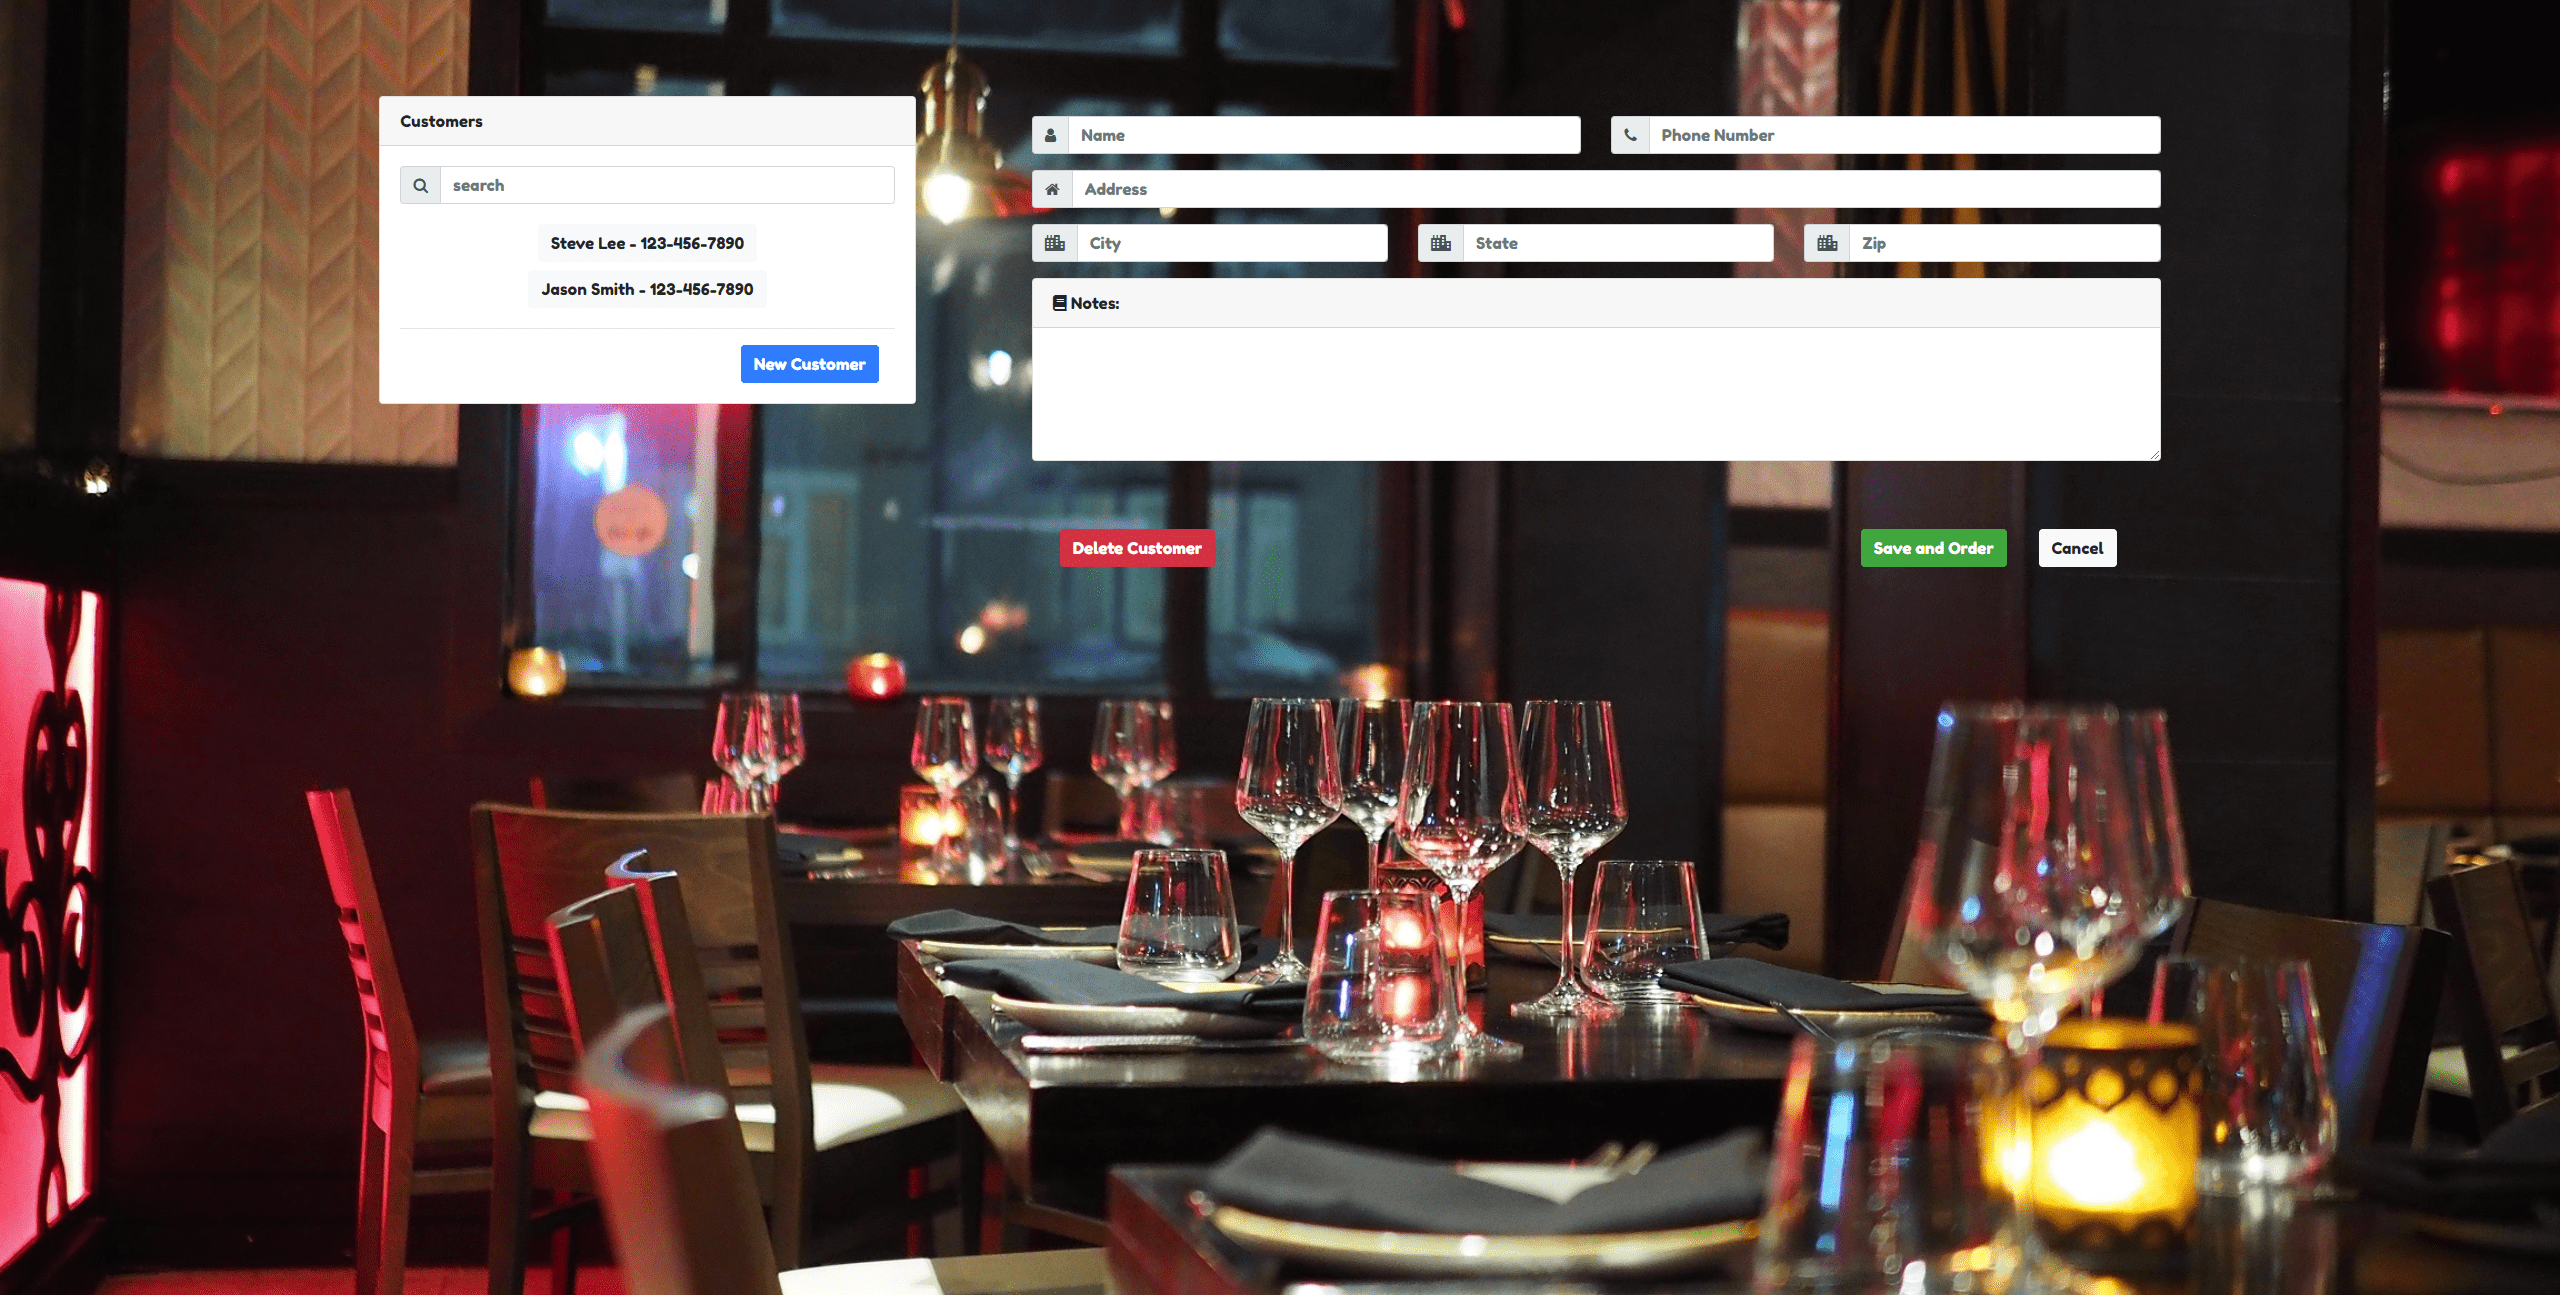 Customers
search
Steve Lee - 123-456-7890
Jason Smith - 123-456-7890
New Customer
Name
Phone Number
Address
City
State
Zip
Notes:
Delete Customer
Save and Order
Cancel